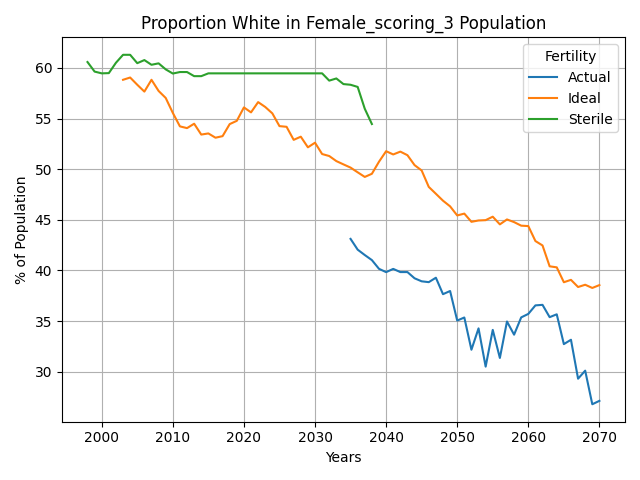 Proportion White in Female_scoring_3 Population
% of Population
60
55
50
45
40
35
30
Fertility
Actual
Ideal
Sterile
2000 2010 2020 2030 2040 2050 2060 2070
Years